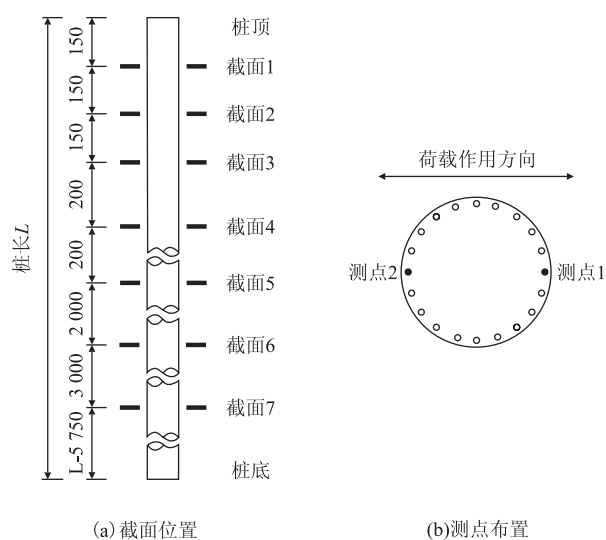 桩顶
150
截面1
150
截面2
150
截面3
200
截面4
200
截面5
2 000
截面6
3 000
截面7
L-5 750
桩底
桩长L
(a)截面位置
荷载作用方向
测点2
测点1
(b)测点布置